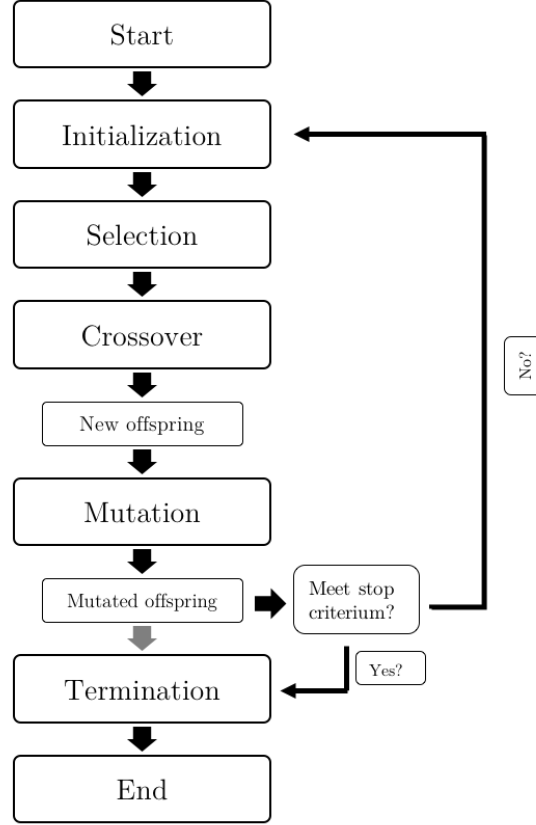 Start
Initialization
Selection
Crossover
No?
New offspring
Mutation
Mutated offspring
Meet stop
criterium?
Yes?
Termination
End